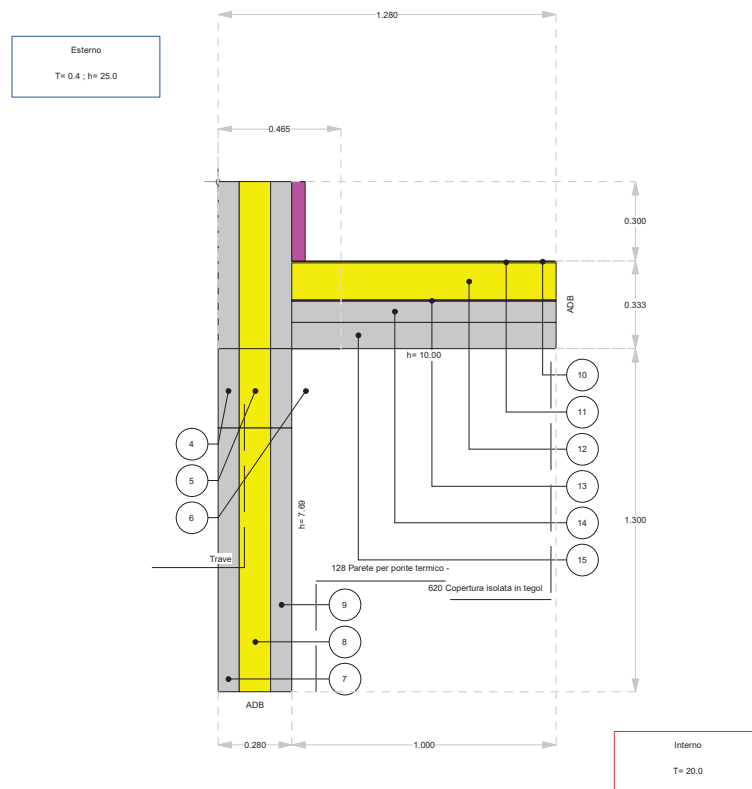 1.280
Esterno
T= 0.4 ; h= 25.0
0.465
0.300
0.333
ADB
h= 10.00
10
11
4
12
5
13
6
h= 7.69
14
1.300
Trave
15
128 Parete per ponte termico -
620 Copertura isolata in tegol
9
8
7
ADB
0.280
1.000
Interno
T= 20.0